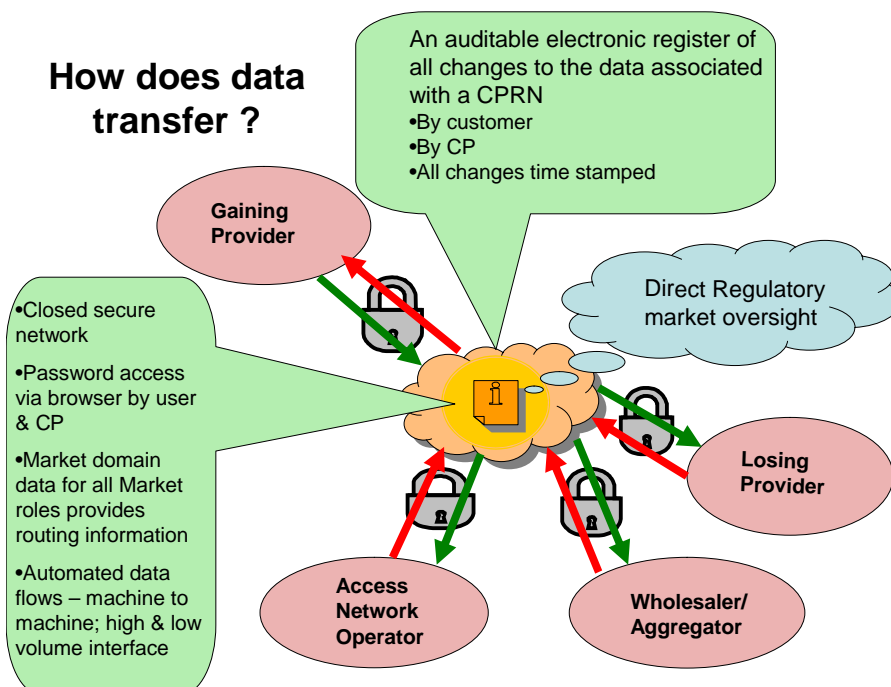 How does data
transfer ?
An auditable electronic register of
all changes to the data associated
with a CPRN
•By customer
•By CP
•All changes time stamped
Gaining
Provider
Direct Regulatory
market oversight
•Closed secure
network
•Password access
via browser by user
& CP
•Market domain
data for all Market
roles provides
routing information
•Automated data
flows – machine to
machine; high & low
volume interface
i
Losing
Provider
Access
Network
Operator
Wholesaler/
Aggregator